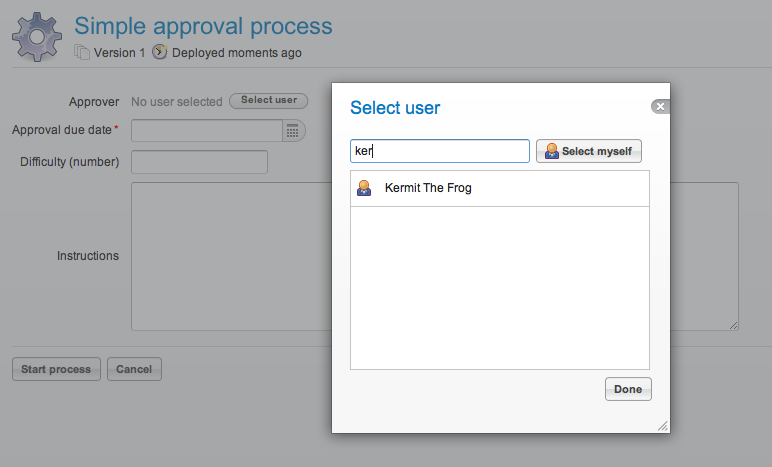 Simple approval process
Version 1 Deployed moments ago
Approver No user selected Select user
Approval due date *
Difficulty (number)
Instructions
Start process Cancel
Select user
ker Select myself
Kermit The Frog
Done